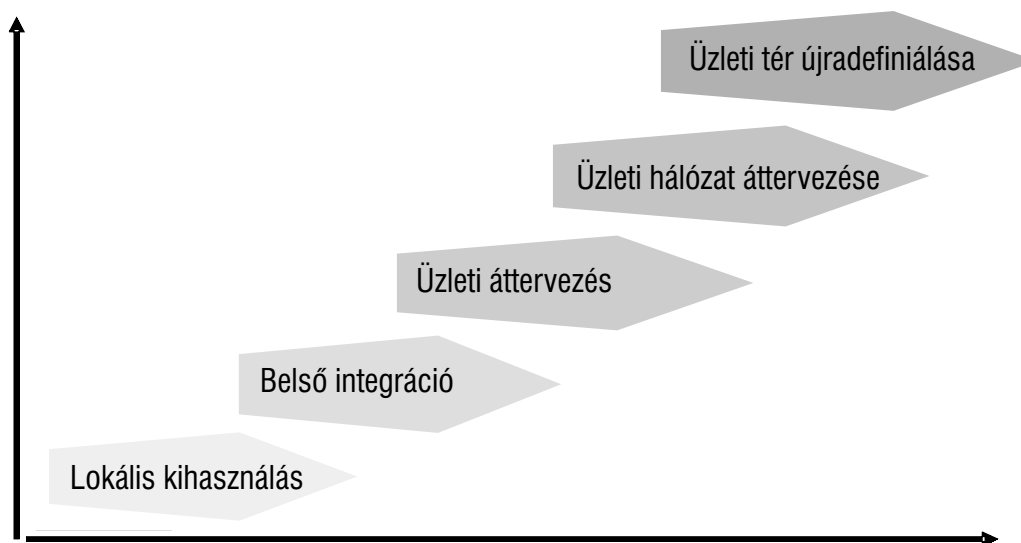 Üzleti tér újradefiniálása
Üzleti hálózat áttervezése
Üzleti áttervezés
Belső integráció
Lokális kihasználás